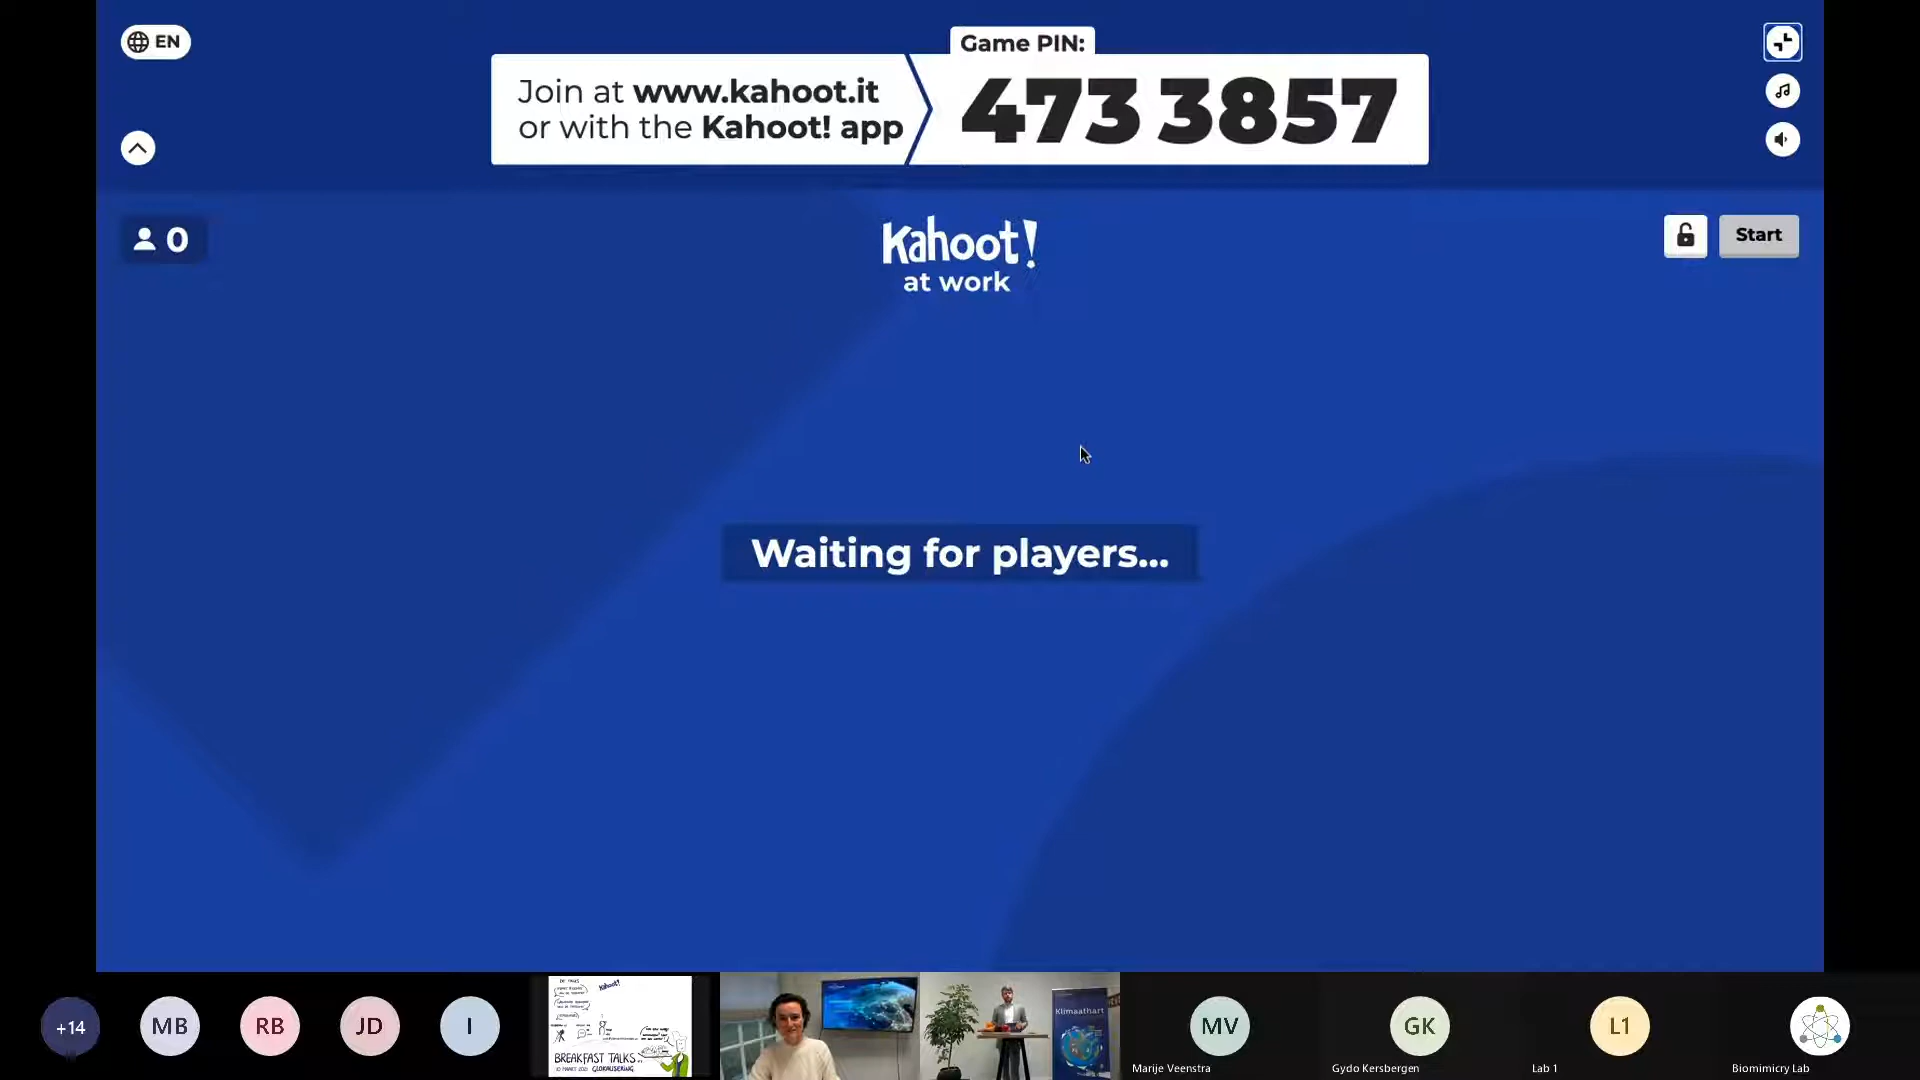 EN
Game PIN:
Join at www.kahoot.it
or with the Kahoot! app
473 3857
0
Kahoot!
at work
Start
Waiting for players...
+14
MB
RB
JD
I
Kahoot!
BREAKFAST TALKS
GLOKALISERING
Klimaathart
MV
GK
L1
Marije Veenstra
Gydo Kersbergen
Lab 1
Biomimicry Lab